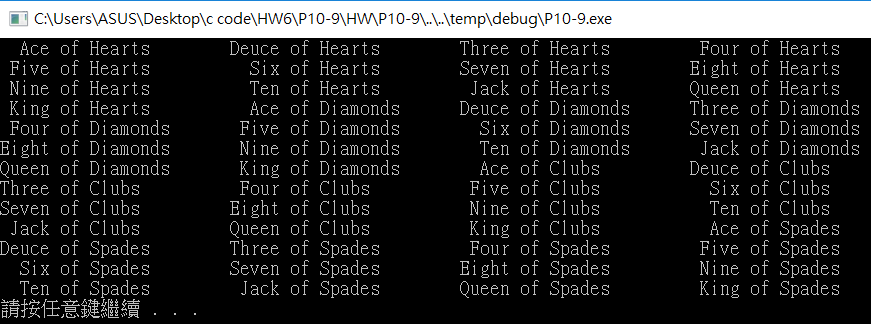 C:\Users\ASUS\Desktop\c code\HW6\P10-9\HW\P10-9\..\..\temp\debug\P10-9.exe
Ace of Hearts Deuce of Hearts Three of Hearts Four of Hearts
Five of Hearts Six of Hearts Seven of Hearts Eight of Hearts
Nine of Hearts Ten of Hearts Jack of Hearts Queen of Hearts
King of Hearts Ace of Diamonds Deuce of Diamonds Three of Diamonds
Four of Diamonds Five of Diamonds Six of Diamonds Seven of Diamonds
Eight of Diamonds Nine of Diamonds Ten of Diamonds Jack of Diamonds
Queen of Diamonds King of Diamonds Ace of Clubs Deuce of Clubs
Three of Clubs Four of Clubs Five of Clubs Six of Clubs
Seven of Clubs Eight of Clubs Nine of Clubs Ten of Clubs
Jack of Clubs Queen of Clubs King of Clubs Ace of Spades
Deuce of Spades Three of Spades Four of Spades Five of Spades
Six of Spades Seven of Spades Eight of Spades Nine of Spades
Ten of Spades Jack of Spades Queen of Spades King of Spades
請按任意鍵繼續 . . .